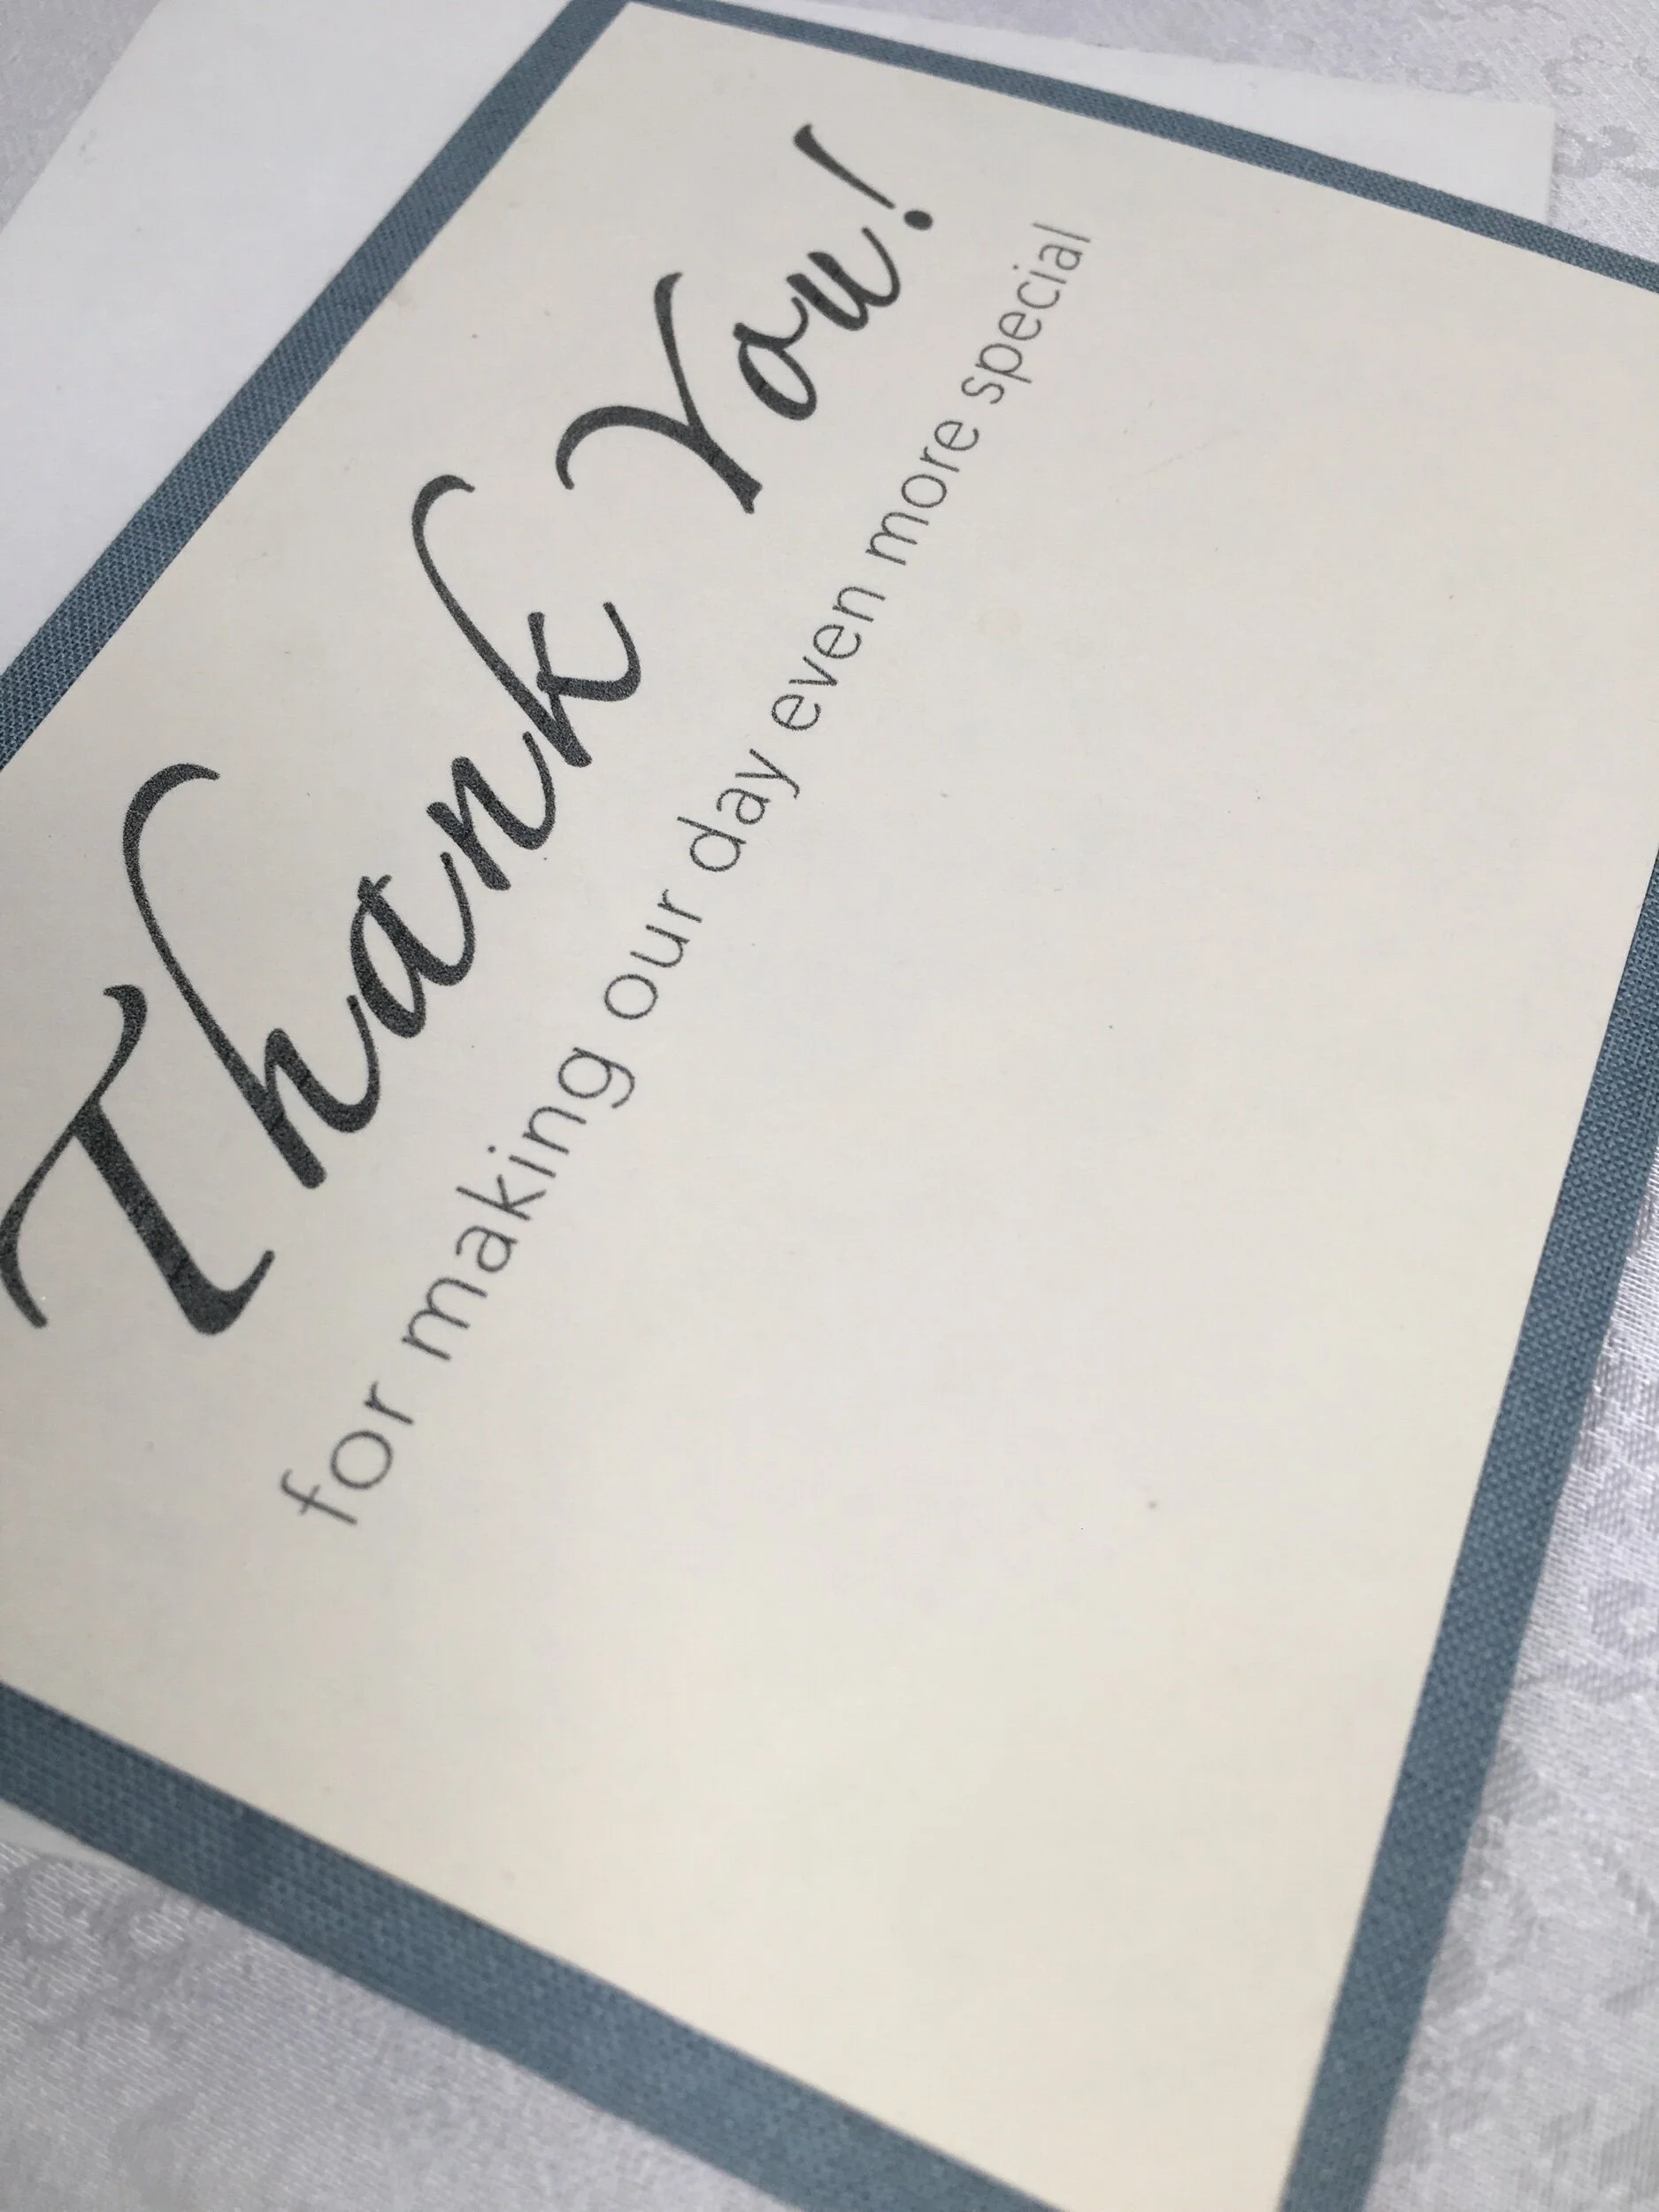 Thank You!
for making our day even more special